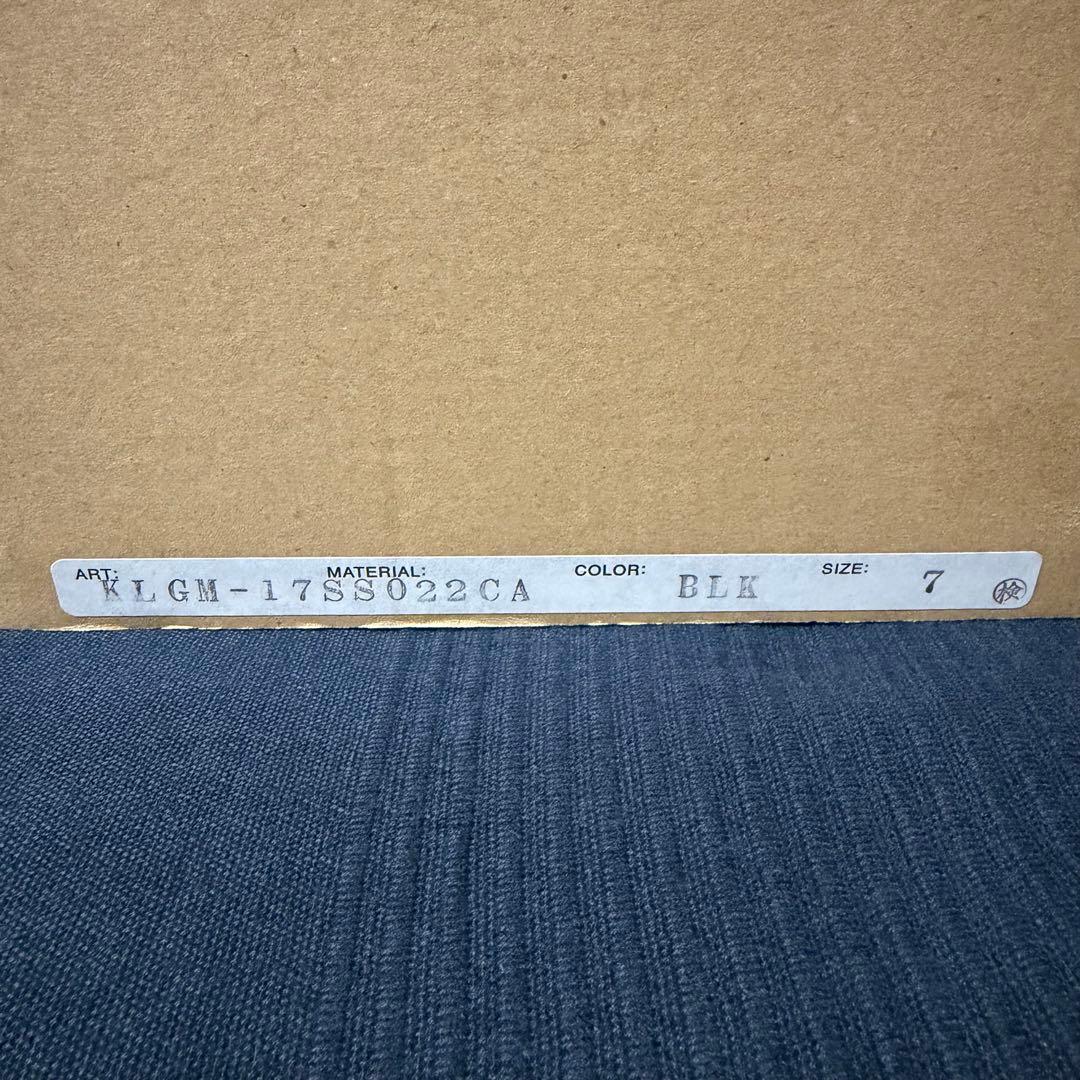 ART: MATERIAL: COLOR: SIZE:
KLGM-17SS022CA BLK 7 検